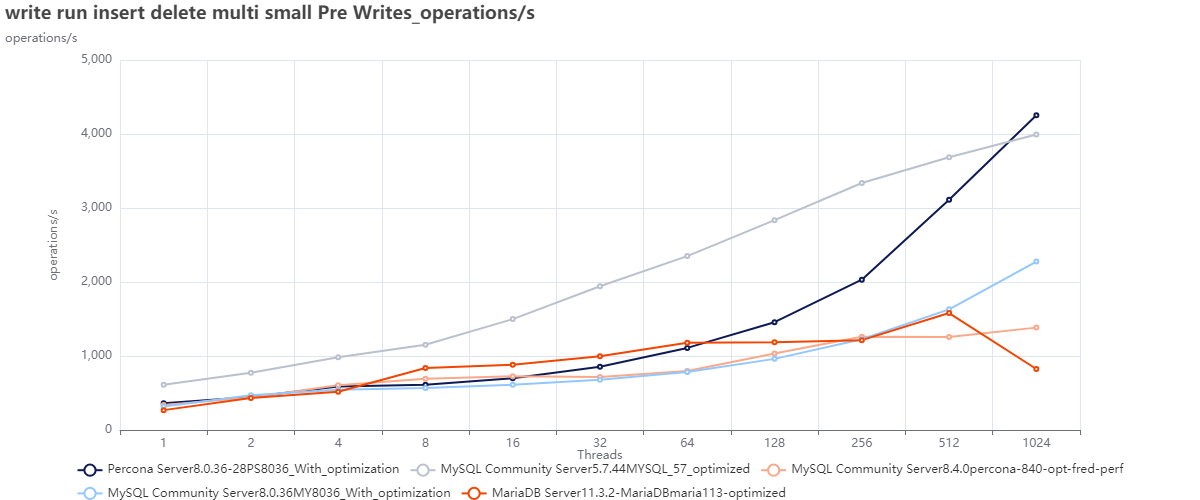 write run insert delete multi small Pre Writes_operations/s
operations/s
5,000
4,000
3,000
2,000
1,000
0
operations/s
1 2 4 8 16 32 64 128 256 512 1024
Threads
Percona Server8.0.36-28PS8036_With_optimization MySQL Community Server5.7.44MYSQL_57_optimized MySQL Community Server8.4.0percona-840-opt-fred-perf
MySQL Community Server8.0.36MY8036_With_optimization MariaDB Server11.3.2-MariaDBmaria113-optimized